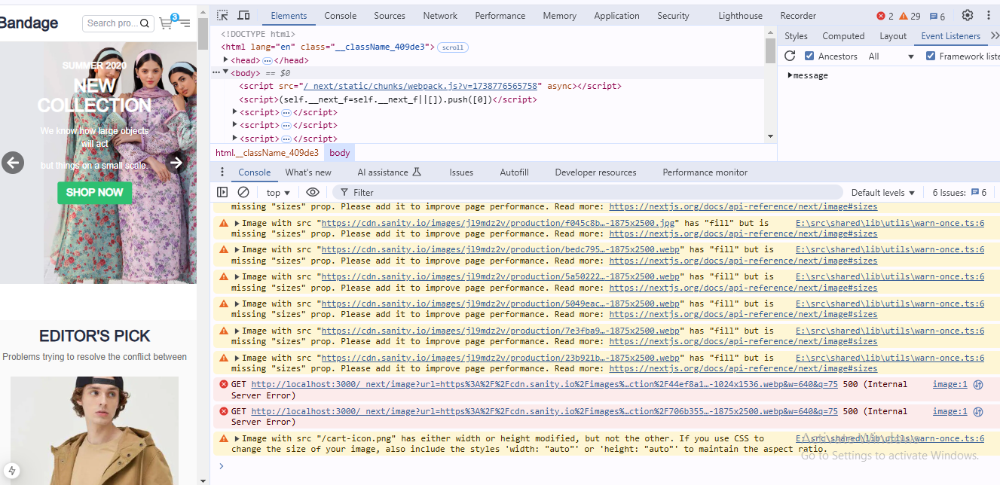 Bandage
Search pro...
3
SUMMER 2020
NEW
COLLECTION
We know how large objects
will act
but things on a small scale.
SHOP NOW
EDITOR'S PICK
Problems trying to resolve the conflict between
Elements Console Sources Network Performance Memory Application Security Lighthouse Recorder 2 29 6
<!DOCTYPE html>
<html lang="en" class="__className_409de3"> scroll
<head> … </head>
… <body> == $0
<script src="/_next/static/chunks/webpack.js?v=1738776565758" async></script>
<script>(self.__next_f=self.__next_f||[]).push([0])</script>
<script> … </script>
<script> … </script>
<script> … </script>
html.__className_409de3 body
Styles Computed Layout Event Listeners
Ancestors All Framework liste
message
Console What's new AI assistance Issues Autofill Developer resources Performance monitor
top Filter Default levels 6 Issues: 6
missing "sizes" prop. Please add it to improve page performance. Read more: https://nextjs.org/docs/api-reference/next/image#sizes
Image with src "https://cdn.sanity.io/images/jl9mdz2v/production/f045c8b…-1875x2500.jpg" has "fill" but is E:\src\shared\lib\utils\warn-once.ts:6
missing "sizes" prop. Please add it to improve page performance. Read more: https://nextjs.org/docs/api-reference/next/image#sizes
Image with src "https://cdn.sanity.io/images/jl9mdz2v/production/bedc795…-1875x2500.webp" has "fill" but is E:\src\shared\lib\utils\warn-once.ts:6
missing "sizes" prop. Please add it to improve page performance. Read more: https://nextjs.org/docs/api-reference/next/image#sizes
Image with src "https://cdn.sanity.io/images/jl9mdz2v/production/5a50222…-1875x2500.webp" has "fill" but is E:\src\shared\lib\utils\warn-once.ts:6
missing "sizes" prop. Please add it to improve page performance. Read more: https://nextjs.org/docs/api-reference/next/image#sizes
Image with src "https://cdn.sanity.io/images/jl9mdz2v/production/5049eac…-1875x2500.webp" has "fill" but is E:\src\shared\lib\utils\warn-once.ts:6
missing "sizes" prop. Please add it to improve page performance. Read more: https://nextjs.org/docs/api-reference/next/image#sizes
Image with src "https://cdn.sanity.io/images/jl9mdz2v/production/7e3fba9…-1875x2500.webp" has "fill" but is E:\src\shared\lib\utils\warn-once.ts:6
missing "sizes" prop. Please add it to improve page performance. Read more: https://nextjs.org/docs/api-reference/next/image#sizes
Image with src "https://cdn.sanity.io/images/jl9mdz2v/production/23b921b…-1875x2500.webp" has "fill" but is E:\src\shared\lib\utils\warn-once.ts:6
missing "sizes" prop. Please add it to improve page performance. Read more: https://nextjs.org/docs/api-reference/next/image#sizes
GET http://localhost:3000/_next/image?url=https%3A%2F%2Fcdn.sanity.io%2Fimages%…ction%2F44ef8a1…-1024x1536.webp&w=640&q=75 500 (Internal image:1
Server Error)
GET http://localhost:3000/_next/image?url=https%3A%2F%2Fcdn.sanity.io%2Fimages%…ction%2F706b355…-1875x2500.webp&w=640&q=75 500 (Internal image:1
Server Error)
Image with src "/cart-icon.png" has either width or height modified, but not the other. If you use CSS to E:\src\shared\lib\utils\warn-once.ts:6
change the size of your image, also include the styles 'width: "auto"' or 'height: "auto"' to maintain the aspect ratio.
Activate Windows
Go to Settings to activate Windows.